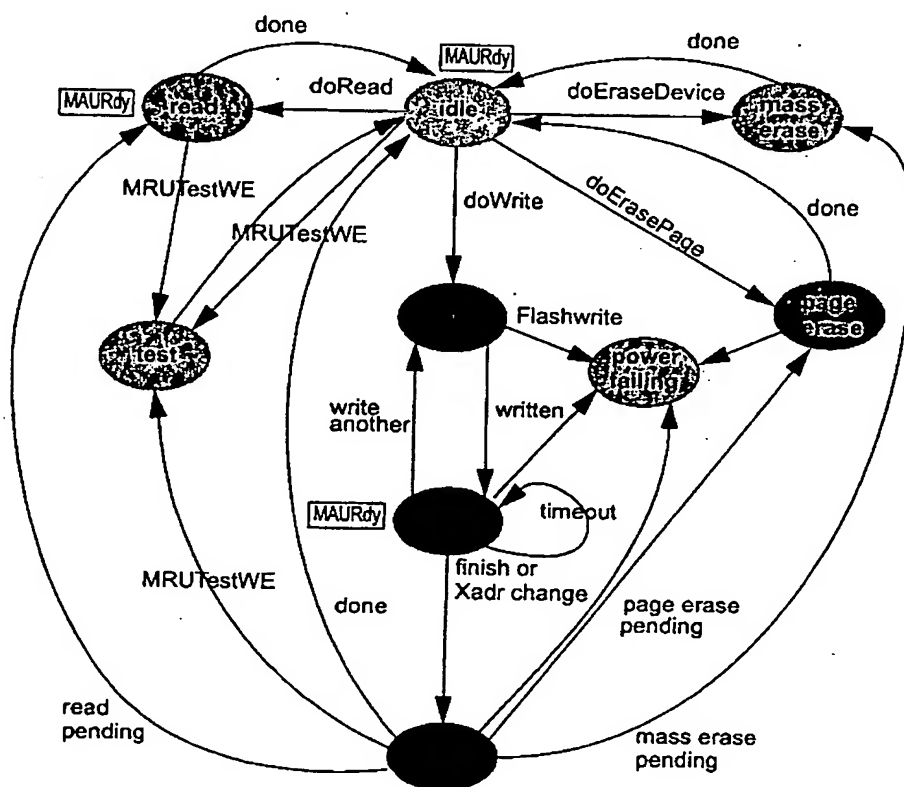 done
MAURdy
done
MAURdy
read
doRead
idle
doEraseDevice
mass
erase
MRUTestWE
MRUTestWE
doWrite
doErasePage
done
test
Flashwrite
page
erase
power
failing
write
another
written
MAURdy
timeout
finish or
Xadr change
MRUTestWE
done
page erase
pending
read
pending
mass erase
pending